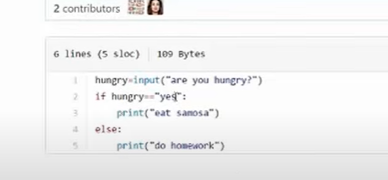 2 contributors
6 lines (5 sloc) 109 Bytes
1 hungry=input("are you hungry?")
2 if hungry=="yes":
3 print("eat samosa")
4 else:
5 print("do homework")